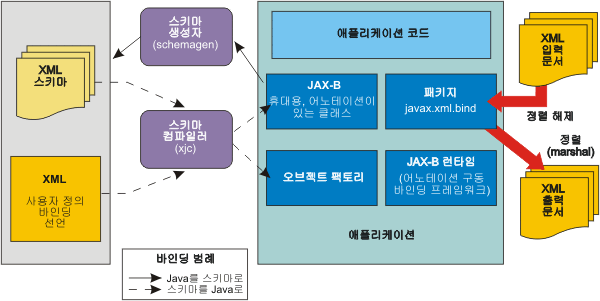 XML
스키마
XML
사용자 정의
바인딩
선언
스키마
생성자
(schemagen)
스키마
컴파일러
(xjc)
애플리케이션 코드
JAX-B
휴대용, 어노테이션이
있는 클래스
패키지
javax.xml.bind
오브젝트 팩토리
JAX-B 런타임
(어노테이션 구동
바인딩 프레임워크)
애플리케이션
XML
입력
문서
정렬 해제
정렬
(marshal)
XML
출력
문서
바인딩 범례
Java를 스키마로
스키마를 Java로